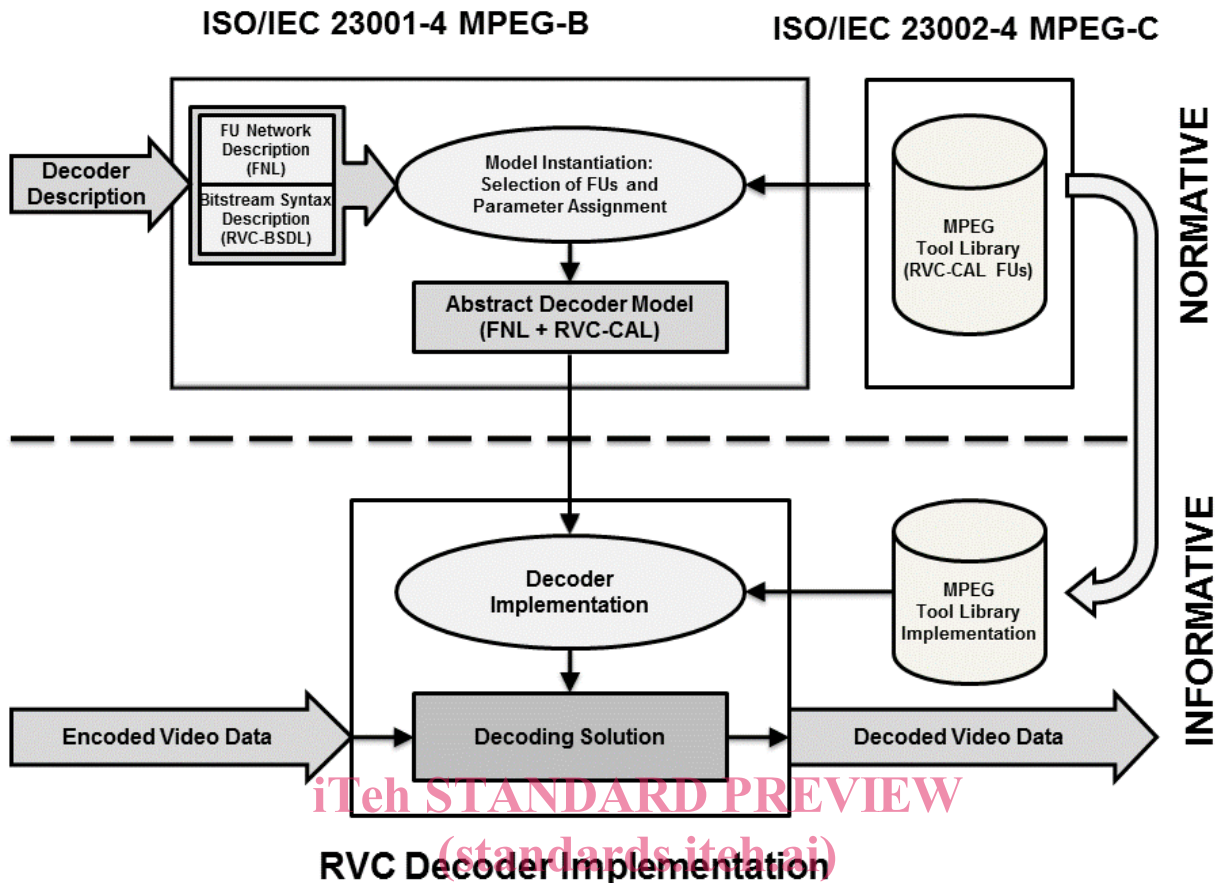 ISO/IEC 23001-4 MPEG-B
ISO/IEC 23002-4 MPEG-C
Decoder
Description
FU Network
Description
(FNL)
Bitstream Syntax
Description
(RVC-BSDL)
Model Instantiation:
Selection of FUs and
Parameter Assignment
MPEG
Tool Library
(RVC-CAL FUs)
NORMATIVE
Abstract Decoder Model
(FNL + RVC-CAL)
Decoder
Implementation
MPEG
Tool Library
Implementation
INFORMATIVE
Encoded Video Data
Decoding Solution
Decoded Video Data
iTeh STANDARD PREVIEW
(standards.iteh.ai)
RVC Decoder Implementation